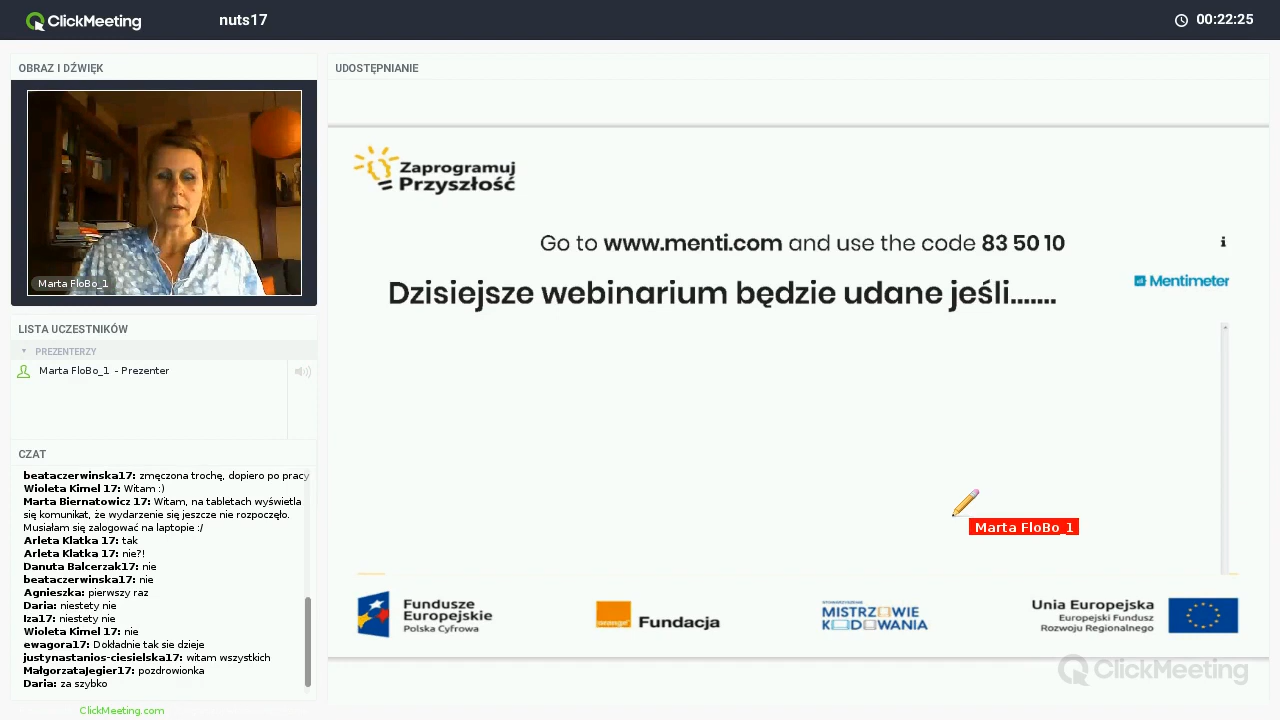 ClickMeeting
nuts17
00:22:25
OBRAZ I DŹWIĘK
Marta FloBo_1
LISTA UCZESTNIKÓW
PREZENTERZY
Marta FloBo_1 - Prezenter
CZAT
beataczerwinska17: zmęczona trochę, dopiero po pracy
Wioleta Kimel 17: Witam :)
Marta Biernatowicz 17: Witam, na tabletach wyświetla
się komunikat, że wydarzenie się jeszcze nie rozpoczęło.
Musiałam się zalogować na laptopie :/
Arleta Klatka 17: tak
Arleta Klatka 17: nie?!
Danuta Balcerzak17: nie
beataczerwinska17: nie
Agnieszka: pierwszy raz
Daria: niestety nie
Iza17: niestety nie
Wioleta Kimel 17: nie
ewagora17: Dokładnie tak sie dzieje
justynastanios-ciesielska17: witam wszystkich
MałgorzataJegier17: pozdrowionka
Daria: za szybko
ClickMeeting.com
UDOSTĘPNIANIE
Zaprogramuj
Przyszłość
Go to www.menti.com and use the code 83 50 10
Dzisiejsze webinarium będzie udane jeśli.......
Mentimeter
Marta FloBo_1
Fundusze
Europejskie
Polska Cyfrowa
orange
Fundacja
STOWARZYSZENIE
MISTRZOWIE
KODOWANIA
Unia Europejska
Europejski Fundusz
Rozwoju Regionalnego
ClickMeeting